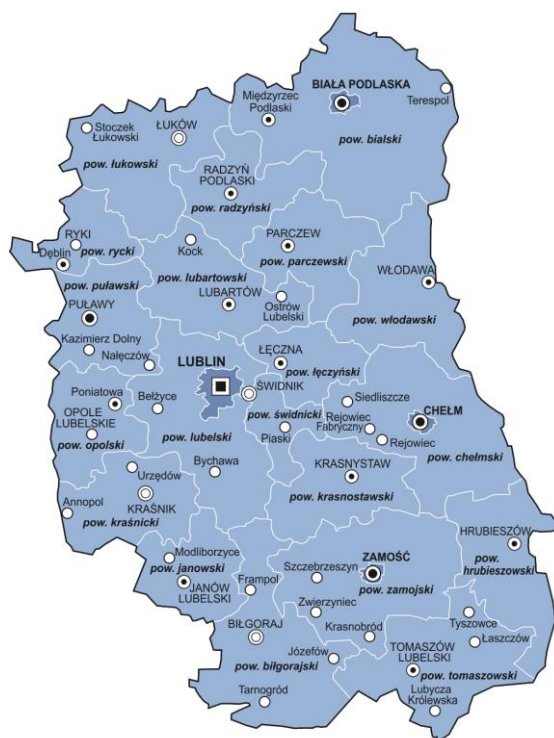 BIAŁA PODLASKA
Międzyrzec
Podlaski
Terespol
Stoczek
Łukowski
ŁUKÓW
pow. bialski
pow. łukowski
RADZYŃ
PODLASKI
pow. radzyński
RYKI
pow. rycki
Dęblin
Kock
PARCZEW
pow. parczewski
WŁODAWA
pow. lubartowski
pow. puławski
LUBARTÓW
Ostrów
Lubelski
pow. włodawski
PUŁAWY
Kazimierz Dolny
Nałęczów
LUBLIN
ŁĘCZNA
pow. łęczyński
ŚWIDNIK
Poniatowa
Bełżyce
Siedliszcze
CHEŁM
OPOLE
LUBELSKIE
pow. opolski
pow. lubelski
pow. świdnicki
Piaski
Rejowiec
Fabryczny
Rejowiec
pow. chełmski
Urzędów
Bychawa
KRASNYSTAW
pow. krasnostawski
Annopol
KRAŚNIK
pow. kraśnicki
HRUBIESZÓW
pow.
hrubieszowski
Modliborzyce
pow. janowski
JANÓW
LUBELSKI
Frampol
Szczebrzeszyn
ZAMOŚĆ
pow. zamojski
Zwierzyniec
Krasnobród
Tyszowce
Łaszczów
BIŁGORAJ
Józefów
pow. biłgorajski
TOMASZÓW
LUBELSKI
pow. tomaszowski
Tarnogród
Lubycza
Królewska